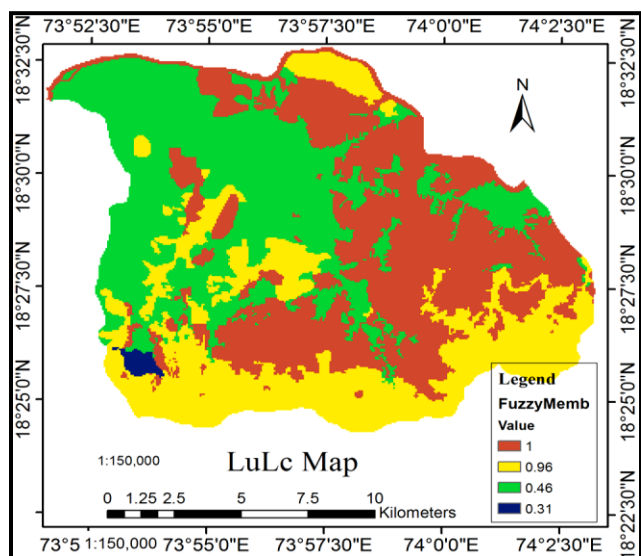 73°52'30"E 73°55'0"E 73°57'30"E 74°0'E 74°2'30"E
18°32'30"N
18°30'0"N
18°27'30"N
18°25'0"N
18°32'30"N
18°30'0"N
18°27'30"N
18°25'0"N
18°22'30"N
N
Legend
FuzzyMemb
Value
1
0.96
0.46
0.31
1:150,000
LuLc Map
0 1.25 2.5 5 7.5 10
Kilometers
73°5 1:150,000 73°55'0"E 73°57'30"E 74°0'E 74°2'30"E